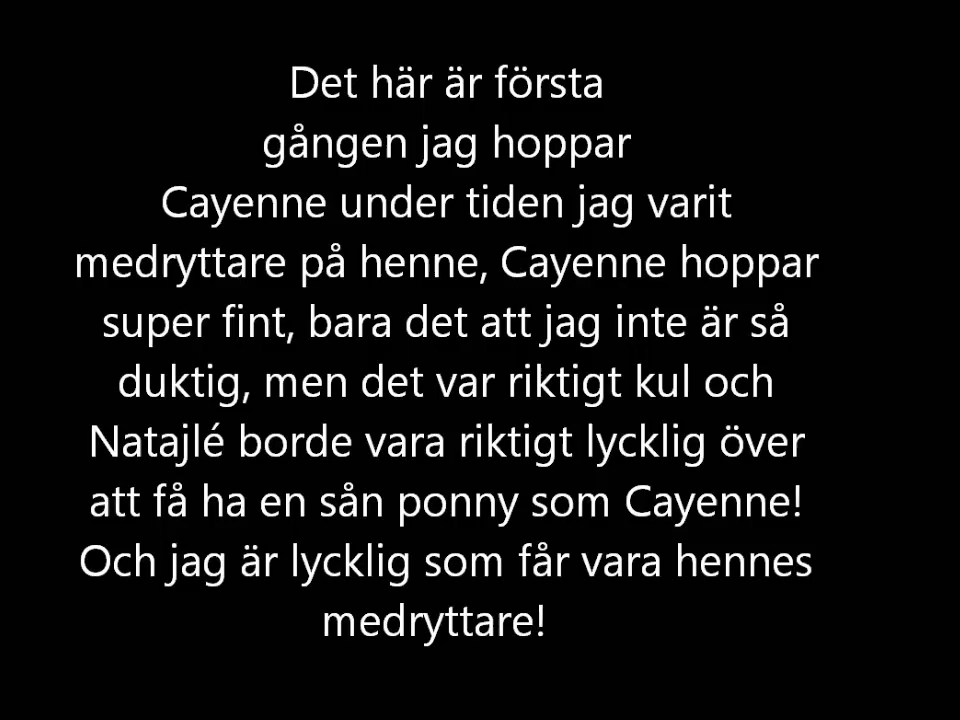 Det här är första
gången jag hoppar
Cayenne under tiden jag varit
medryttare på henne, Cayenne hoppar
super fint, bara det att jag inte är så
duktig, men det var riktigt kul och
Natajlé borde vara riktigt lycklig över
att få ha en sån ponny som Cayenne!
Och jag är lycklig som får vara hennes
medryttare!